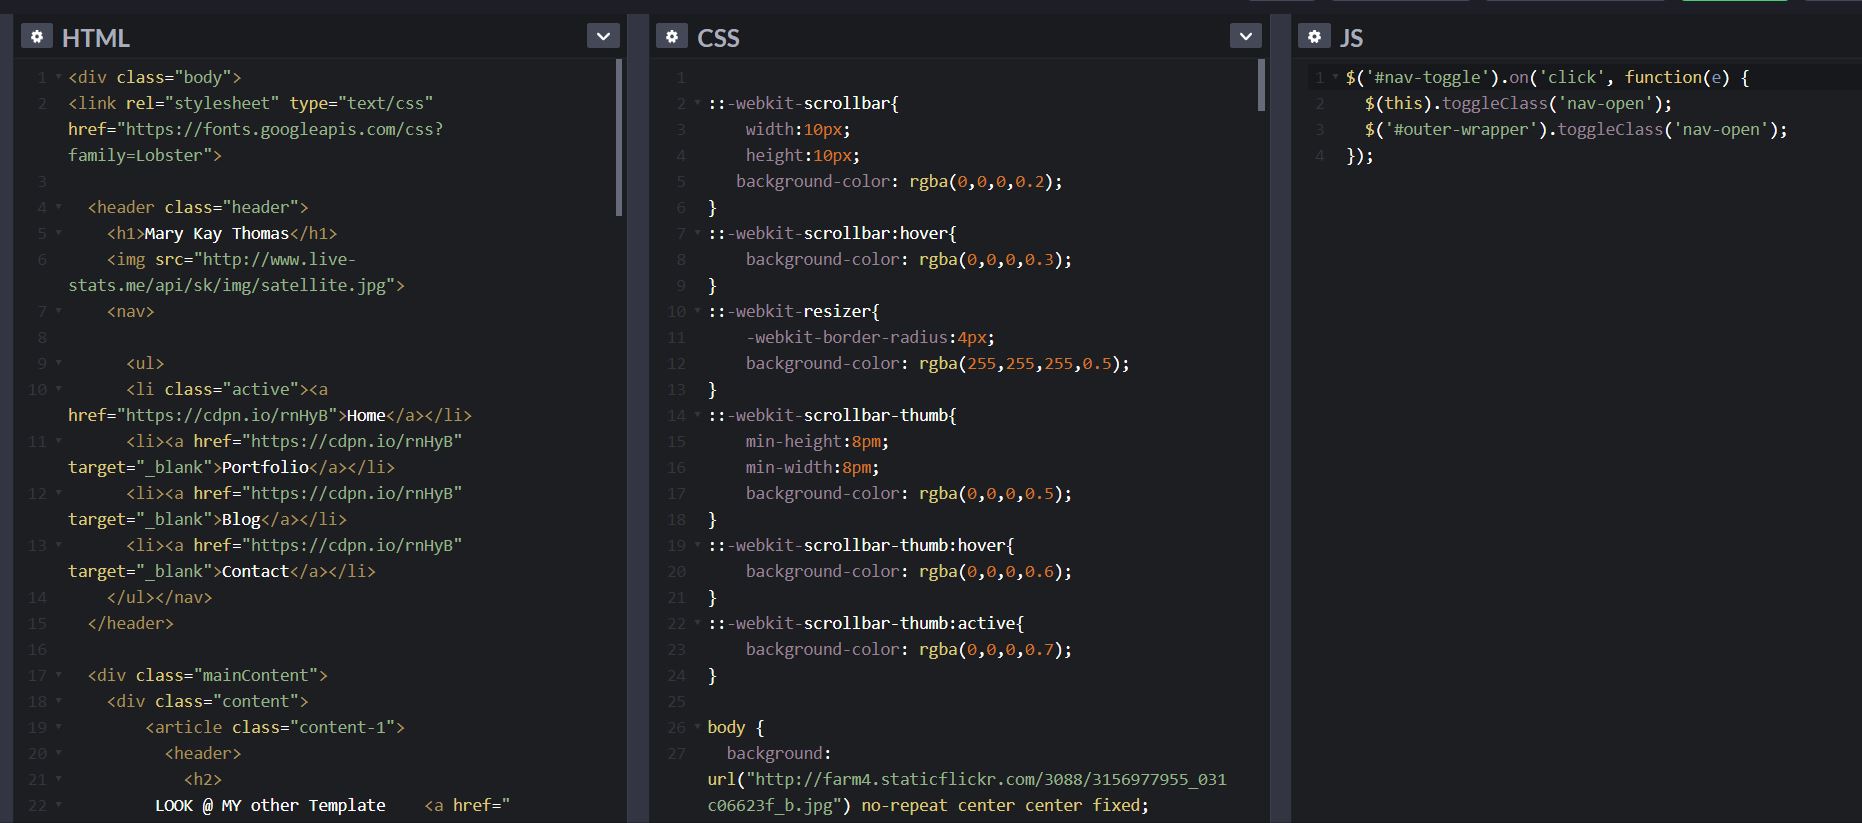 HTML
1 <div class="body">
2 <link rel="stylesheet" type="text/css"
href="https://fonts.googleapis.com/css?
family=Lobster">
3
4 <header class="header">
5 <h1>Mary Kay Thomas</h1>
6 <img src="http://www.live-
stats.me/api/sk/img/satellite.jpg">
7 <nav>
8
9 <ul>
10 <li class="active"><a
href="https://cdpn.io/rnHyB">Home</a></li>
11 <li><a href="https://cdpn.io/rnHyB"
target="_blank">Portfolio</a></li>
12 <li><a href="https://cdpn.io/rnHyB"
target="_blank">Blog</a></li>
13 <li><a href="https://cdpn.io/rnHyB"
target="_blank">Contact</a></li>
14 </ul></nav>
15 </header>
16
17 <div class="mainContent">
18 <div class="content">
19 <article class="content-1">
20 <header>
21 <h2>
22 LOOK @ MY other Template <a href="
CSS
1
2 ::-webkit-scrollbar{
3 width:10px;
4 height:10px;
5 background-color: rgba(0,0,0,0.2);
6 }
7 ::-webkit-scrollbar:hover{
8 background-color: rgba(0,0,0,0.3);
9 }
10 ::-webkit-resizer{
11 -webkit-border-radius:4px;
12 background-color: rgba(255,255,255,0.5);
13 }
14 ::-webkit-scrollbar-thumb{
15 min-height:8pm;
16 min-width:8pm;
17 background-color: rgba(0,0,0,0.5);
18 }
19 ::-webkit-scrollbar-thumb:hover{
20 background-color: rgba(0,0,0,0.6);
21 }
22 ::-webkit-scrollbar-thumb:active{
23 background-color: rgba(0,0,0,0.7);
24 }
25
26 body {
27 background:
url("http://farm4.staticflickr.com/3088/3156977955_031
c06623f_b.jpg") no-repeat center center fixed;
JS
1 $('#nav-toggle').on('click', function(e) {
2 $(this).toggleClass('nav-open');
3 $('#outer-wrapper').toggleClass('nav-open');
4 });